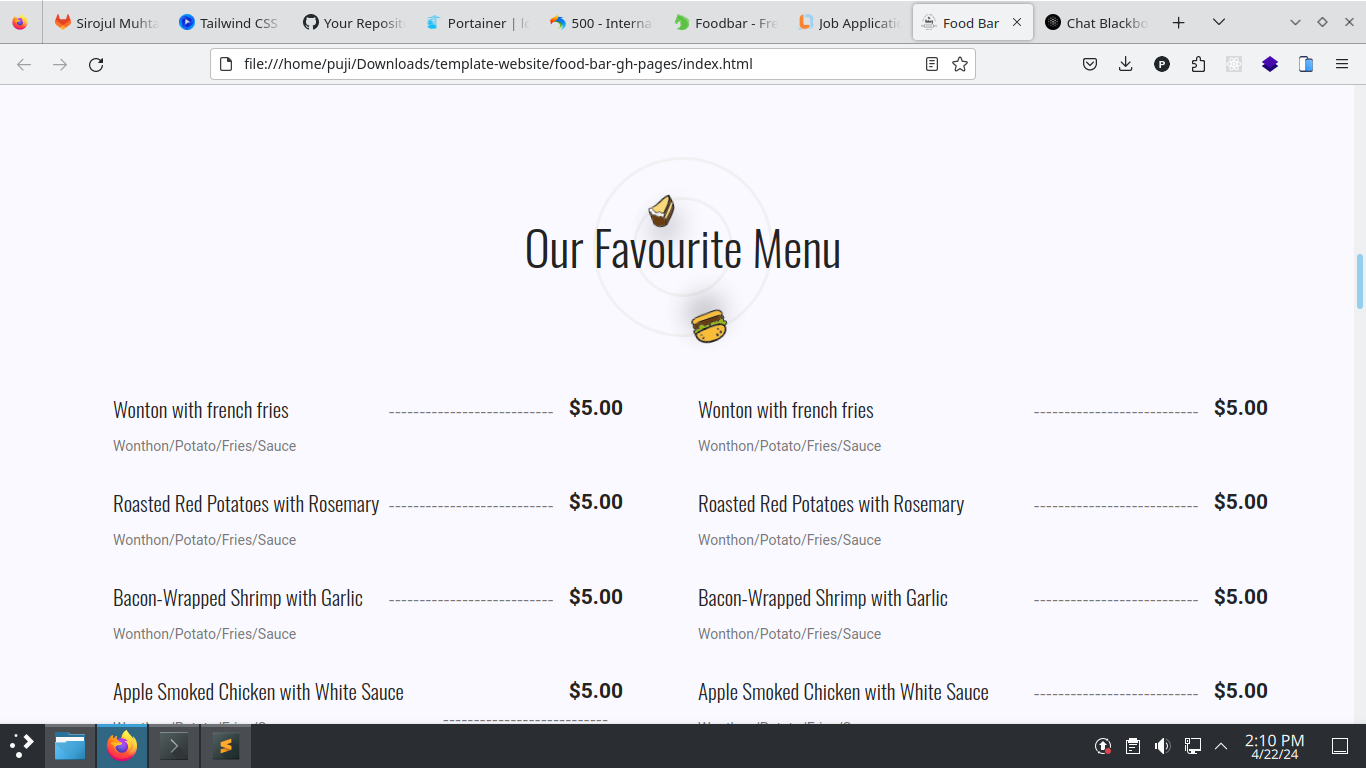 Sirojul Muhta
Tailwind CSS
Your Reposit
Portainer | l
500 - Interna
Foodbar - Fre
Job Applicati
Food Bar
Chat Blackbo
file:///home/puji/Downloads/template-website/food-bar-gh-pages/index.html
P
Our Favourite Menu
Wonton with french fries --------------------------- $5.00
Wonthon/Potato/Fries/Sauce
Roasted Red Potatoes with Rosemary --------------------------- $5.00
Wonthon/Potato/Fries/Sauce
Bacon-Wrapped Shrimp with Garlic --------------------------- $5.00
Wonthon/Potato/Fries/Sauce
Apple Smoked Chicken with White Sauce $5.00
---------------------------
Wonton with french fries --------------------------- $5.00
Wonthon/Potato/Fries/Sauce
Roasted Red Potatoes with Rosemary --------------------------- $5.00
Wonthon/Potato/Fries/Sauce
Bacon-Wrapped Shrimp with Garlic --------------------------- $5.00
Wonthon/Potato/Fries/Sauce
Apple Smoked Chicken with White Sauce --------------------------- $5.00
2:10 PM
4/22/24